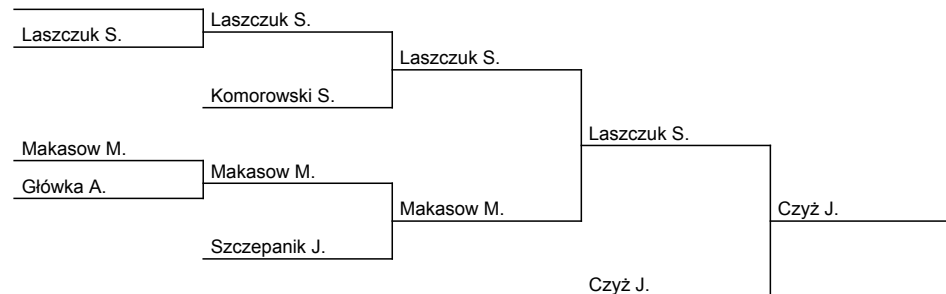 Laszczuk S.
Laszczuk S.
Laszczuk S.
Komorowski S.
Laszczuk S.
Makasow M.
Makasow M.
Główka A.
Makasow M.
Czyż J.
Szczepanik J.
Czyż J.